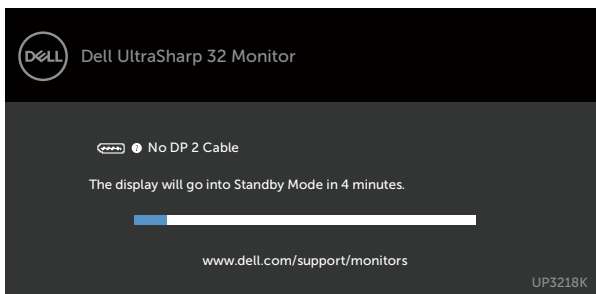 DELL
Dell UltraSharp 32 Monitor
? No DP 2 Cable
The display will go into Standby Mode in 4 minutes.
www.dell.com/support/monitors
UP3218K